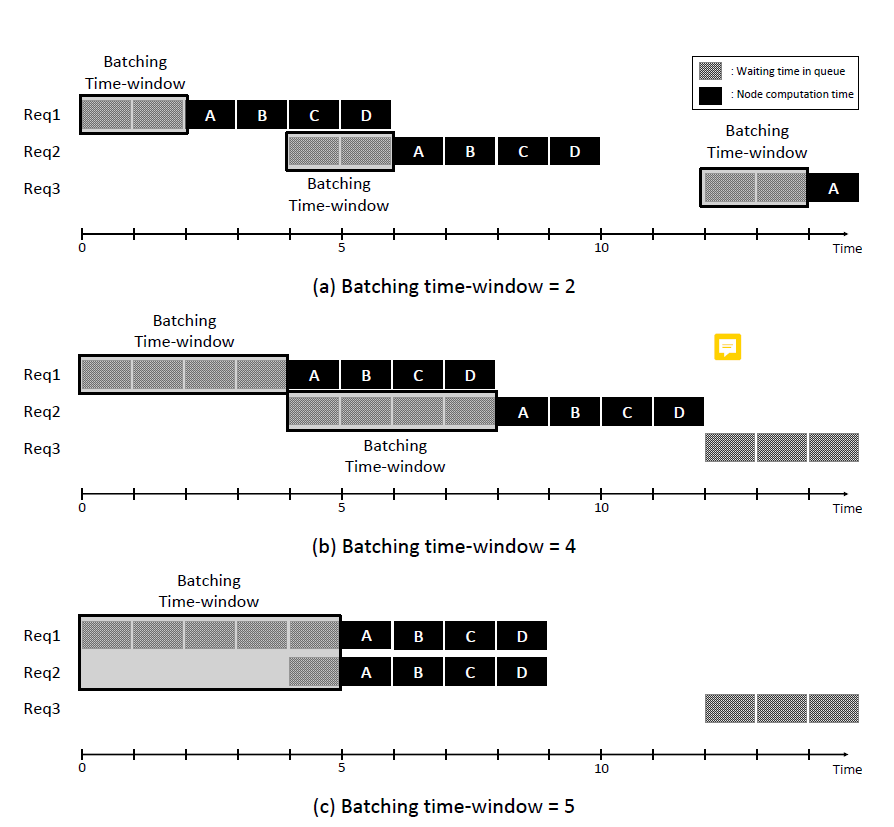 Batching
Time-window
: Waiting time in queue
: Node computation time
Req1
A B C D
Batching
Time-window
Req2
A B C D
Req3
A
Batching
Time-window
0 5 10 Time
(a) Batching time-window = 2
Batching
Time-window
Req1
A B C D
Req2
A B C D
Req3
Batching
Time-window
0 5 10 Time
(b) Batching time-window = 4
Batching
Time-window
Req1
A B C D
Req2
A B C D
Req3
0 5 10 Time
(c) Batching time-window = 5